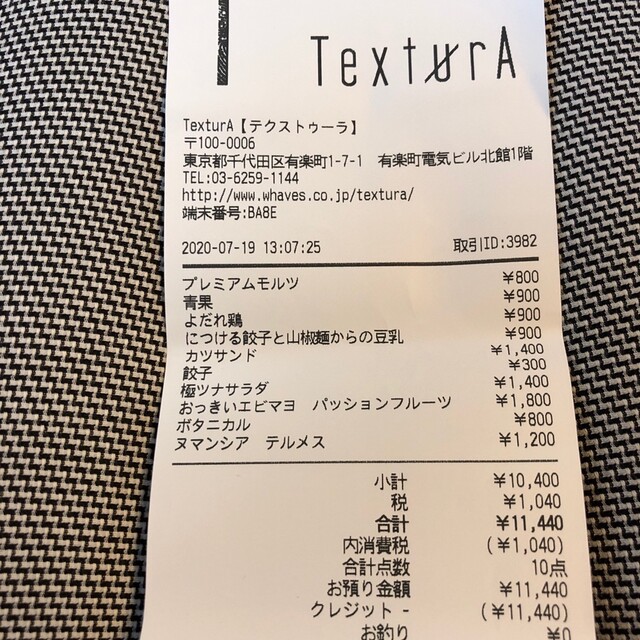 TexturA
TexturA【テクストゥーラ】
〒100-0006
東京都千代田区有楽町1-7-1 有楽町電気ビル北館1階
TEL:03-6259-1144
http://www.whaves.co.jp/textura/
端末番号:BA8E
2020-07-19 13:07:25 取引ID:3982
プレミアムモルツ ¥800
青果 ¥900
よだれ鶏 ¥900
につける餃子と山椒麺からの豆乳 ¥900
カツサンド ¥1,400
餃子 ¥300
極ツナサラダ ¥1,400
おっきいエビマヨ パッションフルーツ ¥1,800
ボタニカル ¥800
ヌマンシア テルメス ¥1,200
小計 ¥10,400
税 ¥1,040
合計 ¥11,440
内消費税 (¥1,040)
合計点数 10点
お預り金額 ¥11,440
クレジット - (¥11,440)
お釣り ¥0